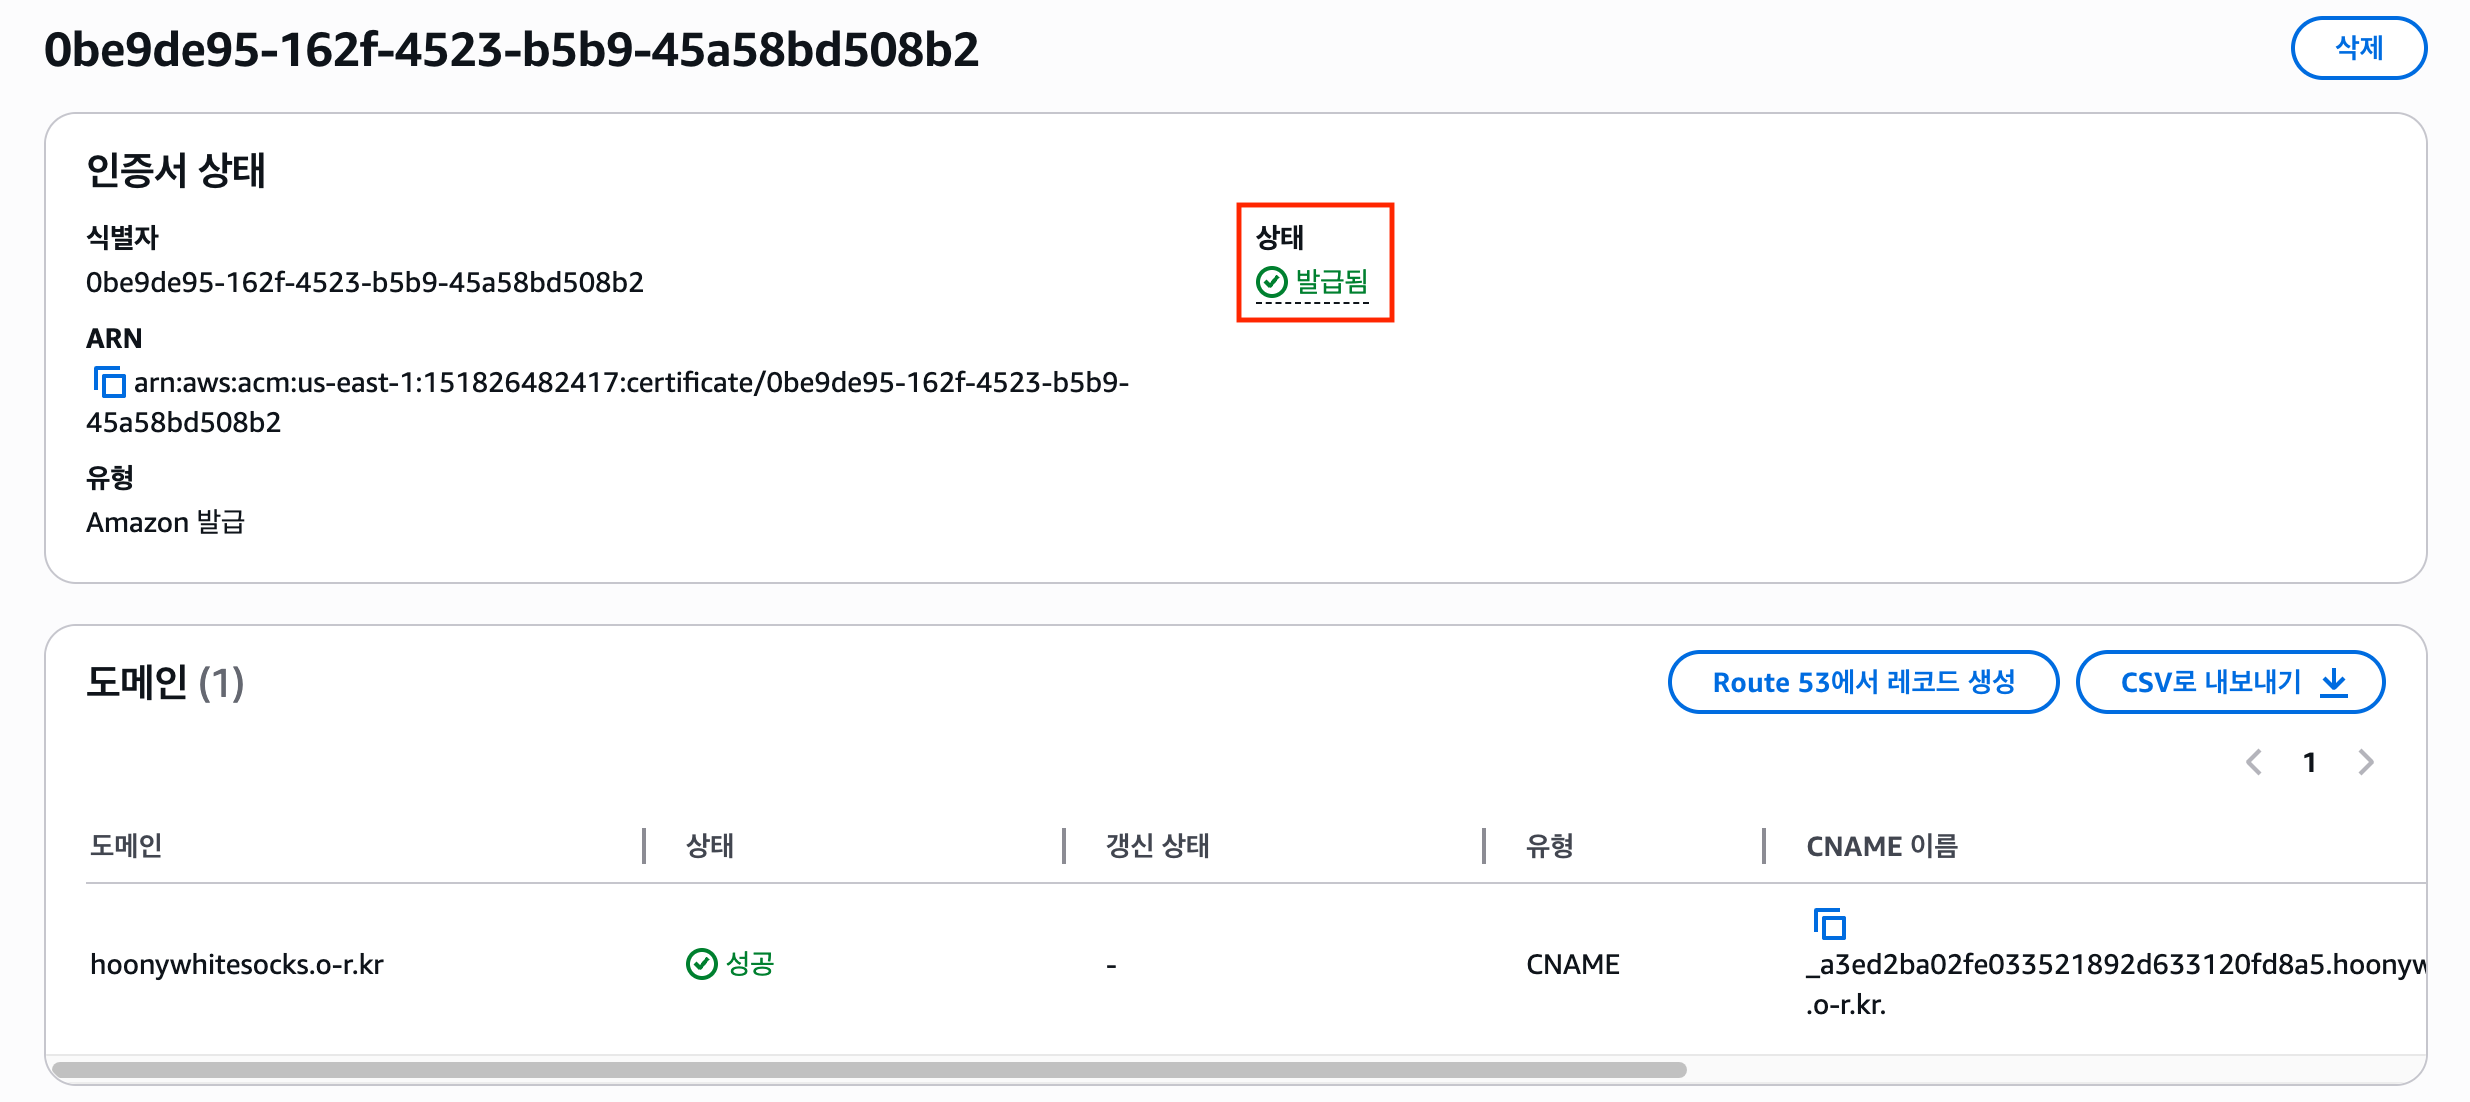 0be9de95-162f-4523-b5b9-45a58bd508b2
삭제
인증서 상태
식별자
0be9de95-162f-4523-b5b9-45a58bd508b2
상태
발급됨
ARN
arn:aws:acm:us-east-1:151826482417:certificate/0be9de95-162f-4523-b5b9-
45a58bd508b2
유형
Amazon 발급
도메인 (1)
Route 53에서 레코드 생성
CSV로 내보내기
1
도메인
상태
갱신 상태
유형
CNAME 이름
hoonywhitesocks.o-r.kr
성공
-
CNAME
_a3ed2ba02fe033521892d633120fd8a5.hoonyw
.o-r.kr.